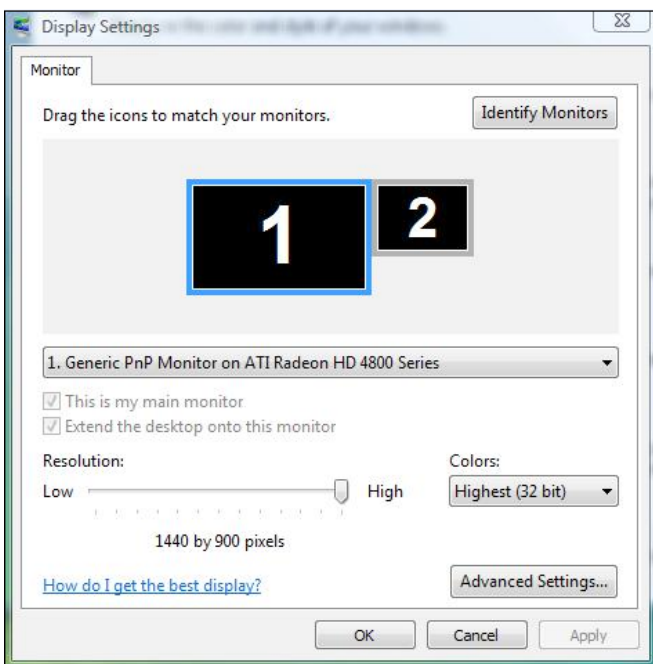 Display Settings
Monitor
Drag the icons to match your monitors.
Identify Monitors
1
2
1. Generic PnP Monitor on ATI Radeon HD 4800 Series
This is my main monitor
Extend the desktop onto this monitor
Resolution:
Colors:
Low
High
Highest (32 bit)
1440 by 900 pixels
How do I get the best display?
Advanced Settings...
OK
Cancel
Apply